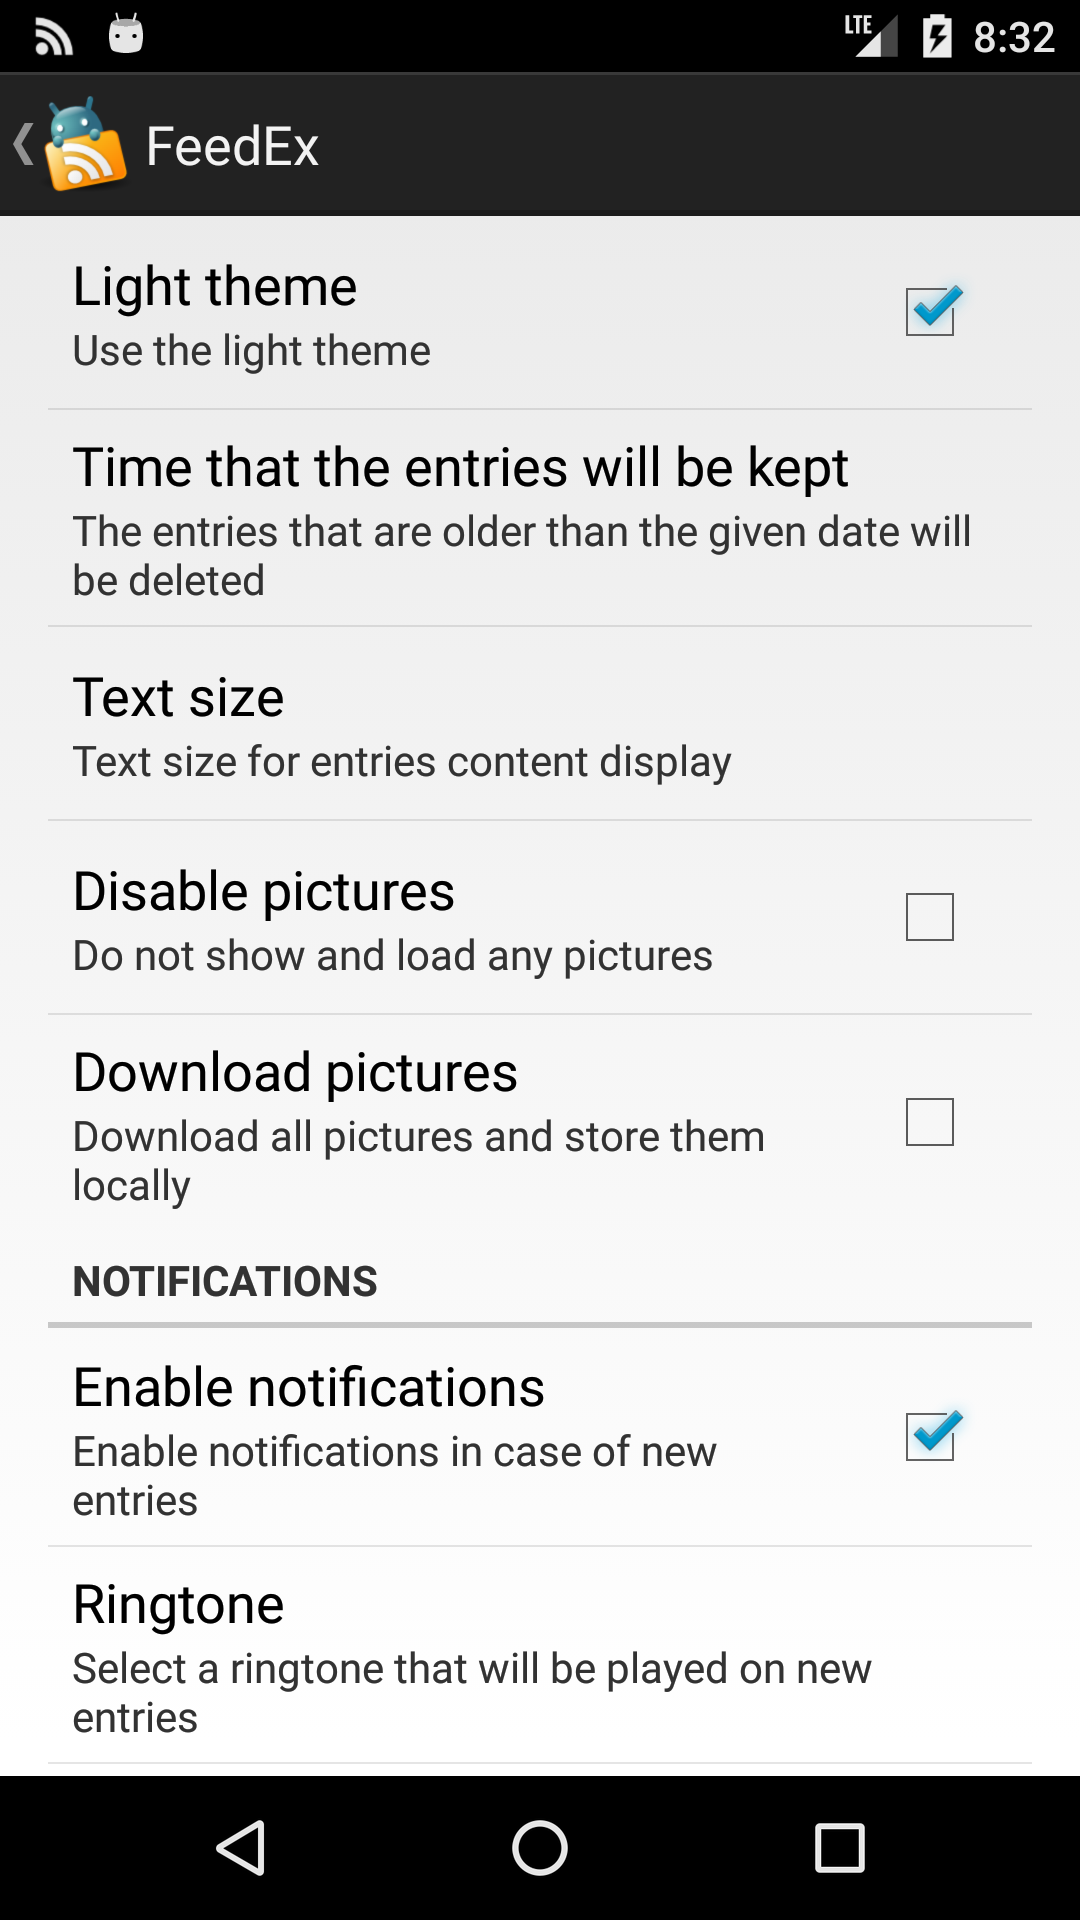 LTE 8:32
FeedEx
Light theme
Use the light theme
Time that the entries will be kept
The entries that are older than the given date will
be deleted
Text size
Text size for entries content display
Disable pictures
Do not show and load any pictures
Download pictures
Download all pictures and store them
locally
NOTIFICATIONS
Enable notifications
Enable notifications in case of new
entries
Ringtone
Select a ringtone that will be played on new
entries